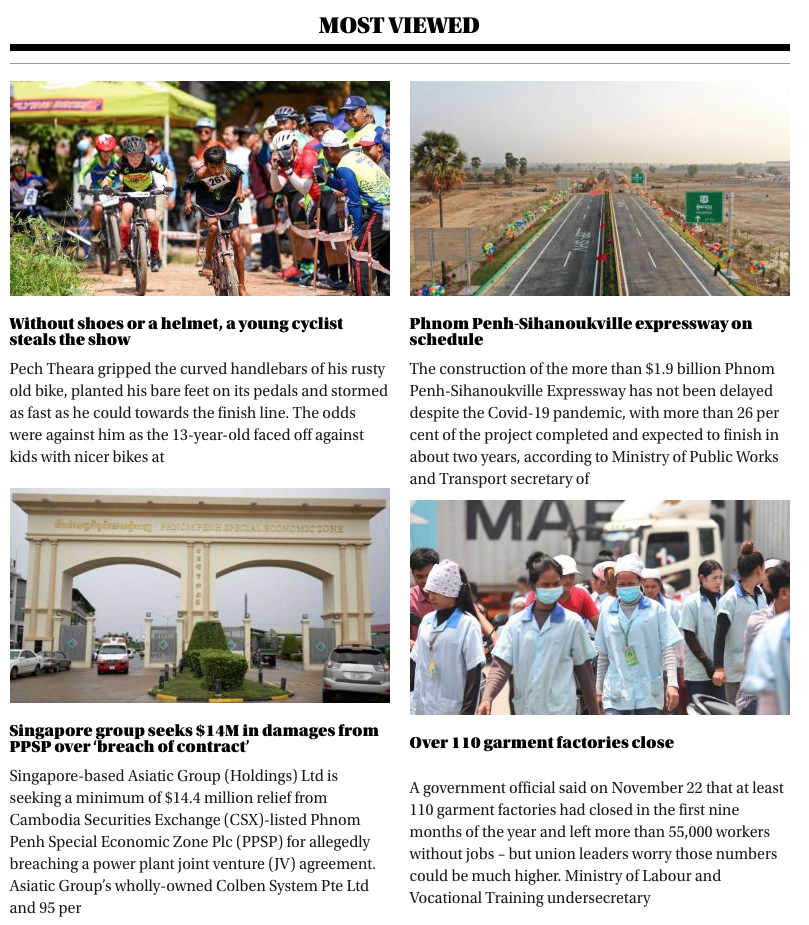 MOST VIEWED
261
Without shoes or a helmet, a young cyclist
steals the show
Pech Theara gripped the curved handlebars of his rusty
old bike, planted his bare feet on its pedals and stormed
as fast as he could towards the finish line. The odds
were against him as the 13-year-old faced off against
kids with nicer bikes at
Phnom Penh-Sihanoukville expressway on
schedule
The construction of the more than $1.9 billion Phnom
Penh-Sihanoukville Expressway has not been delayed
despite the Covid-19 pandemic, with more than 26 per
cent of the project completed and expected to finish in
about two years, according to Ministry of Public Works
and Transport secretary of
PHNOM PENH SPECIAL ECONOMIC ZONE
Singapore group seeks $14M in damages from
PPSP over ‘breach of contract’
Singapore-based Asiatic Group (Holdings) Ltd is
seeking a minimum of $14.4 million relief from
Cambodia Securities Exchange (CSX)-listed Phnom
Penh Special Economic Zone Plc (PPSP) for allegedly
breaching a power plant joint venture (JV) agreement.
Asiatic Group’s wholly-owned Colben System Pte Ltd
and 95 per
Over 110 garment factories close
A government official said on November 22 that at least
110 garment factories had closed in the first nine
months of the year and left more than 55,000 workers
without jobs – but union leaders worry those numbers
could be much higher. Ministry of Labour and
Vocational Training undersecretary